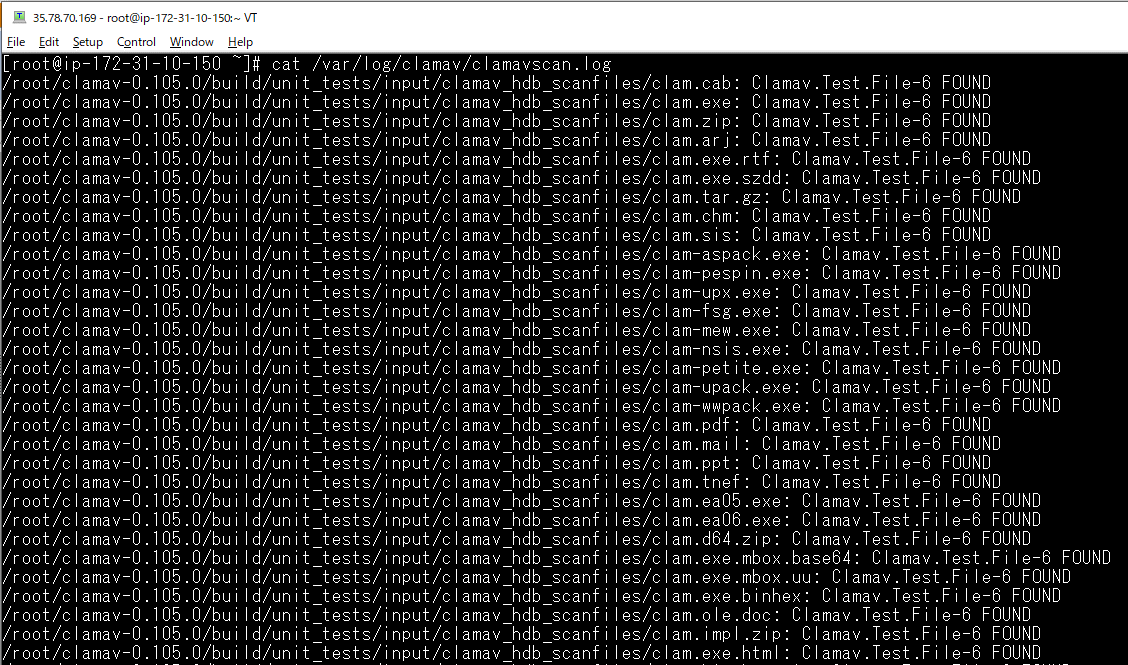 35.78.70.169 - root@ip-172-31-10-150:~ VT
File Edit Setup Control Window Help
[root@ip-172-31-10-150 ~]# cat /var/log/clamav/clamavscan.log
/root/clamav-0.105.0/build/unit_tests/input/clamav_hdb_scanfiles/clam.cab: Clamav.Test.File-6 FOUND
/root/clamav-0.105.0/build/unit_tests/input/clamav_hdb_scanfiles/clam.exe: Clamav.Test.File-6 FOUND
/root/clamav-0.105.0/build/unit_tests/input/clamav_hdb_scanfiles/clam.zip: Clamav.Test.File-6 FOUND
/root/clamav-0.105.0/build/unit_tests/input/clamav_hdb_scanfiles/clam.arj: Clamav.Test.File-6 FOUND
/root/clamav-0.105.0/build/unit_tests/input/clamav_hdb_scanfiles/clam.exe.rtf: Clamav.Test.File-6 FOUND
/root/clamav-0.105.0/build/unit_tests/input/clamav_hdb_scanfiles/clam.exe.szdd: Clamav.Test.File-6 FOUND
/root/clamav-0.105.0/build/unit_tests/input/clamav_hdb_scanfiles/clam.tar.gz: Clamav.Test.File-6 FOUND
/root/clamav-0.105.0/build/unit_tests/input/clamav_hdb_scanfiles/clam.chm: Clamav.Test.File-6 FOUND
/root/clamav-0.105.0/build/unit_tests/input/clamav_hdb_scanfiles/clam.sis: Clamav.Test.File-6 FOUND
/root/clamav-0.105.0/build/unit_tests/input/clamav_hdb_scanfiles/clam-aspack.exe: Clamav.Test.File-6 FOUND
/root/clamav-0.105.0/build/unit_tests/input/clamav_hdb_scanfiles/clam-pespin.exe: Clamav.Test.File-6 FOUND
/root/clamav-0.105.0/build/unit_tests/input/clamav_hdb_scanfiles/clam-upx.exe: Clamav.Test.File-6 FOUND
/root/clamav-0.105.0/build/unit_tests/input/clamav_hdb_scanfiles/clam-fsg.exe: Clamav.Test.File-6 FOUND
/root/clamav-0.105.0/build/unit_tests/input/clamav_hdb_scanfiles/clam-mew.exe: Clamav.Test.File-6 FOUND
/root/clamav-0.105.0/build/unit_tests/input/clamav_hdb_scanfiles/clam-nsis.exe: Clamav.Test.File-6 FOUND
/root/clamav-0.105.0/build/unit_tests/input/clamav_hdb_scanfiles/clam-petite.exe: Clamav.Test.File-6 FOUND
/root/clamav-0.105.0/build/unit_tests/input/clamav_hdb_scanfiles/clam-upack.exe: Clamav.Test.File-6 FOUND
/root/clamav-0.105.0/build/unit_tests/input/clamav_hdb_scanfiles/clam-wwpack.exe: Clamav.Test.File-6 FOUND
/root/clamav-0.105.0/build/unit_tests/input/clamav_hdb_scanfiles/clam.pdf: Clamav.Test.File-6 FOUND
/root/clamav-0.105.0/build/unit_tests/input/clamav_hdb_scanfiles/clam.mail: Clamav.Test.File-6 FOUND
/root/clamav-0.105.0/build/unit_tests/input/clamav_hdb_scanfiles/clam.ppt: Clamav.Test.File-6 FOUND
/root/clamav-0.105.0/build/unit_tests/input/clamav_hdb_scanfiles/clam.tnef: Clamav.Test.File-6 FOUND
/root/clamav-0.105.0/build/unit_tests/input/clamav_hdb_scanfiles/clam.ea05.exe: Clamav.Test.File-6 FOUND
/root/clamav-0.105.0/build/unit_tests/input/clamav_hdb_scanfiles/clam.ea06.exe: Clamav.Test.File-6 FOUND
/root/clamav-0.105.0/build/unit_tests/input/clamav_hdb_scanfiles/clam.d64.zip: Clamav.Test.File-6 FOUND
/root/clamav-0.105.0/build/unit_tests/input/clamav_hdb_scanfiles/clam.exe.mbox.base64: Clamav.Test.File-6 FOUND
/root/clamav-0.105.0/build/unit_tests/input/clamav_hdb_scanfiles/clam.exe.mbox.uu: Clamav.Test.File-6 FOUND
/root/clamav-0.105.0/build/unit_tests/input/clamav_hdb_scanfiles/clam.exe.binhex: Clamav.Test.File-6 FOUND
/root/clamav-0.105.0/build/unit_tests/input/clamav_hdb_scanfiles/clam.ole.doc: Clamav.Test.File-6 FOUND
/root/clamav-0.105.0/build/unit_tests/input/clamav_hdb_scanfiles/clam.impl.zip: Clamav.Test.File-6 FOUND
/root/clamav-0.105.0/build/unit_tests/input/clamav_hdb_scanfiles/clam.exe.html: Clamav.Test.File-6 FOUND